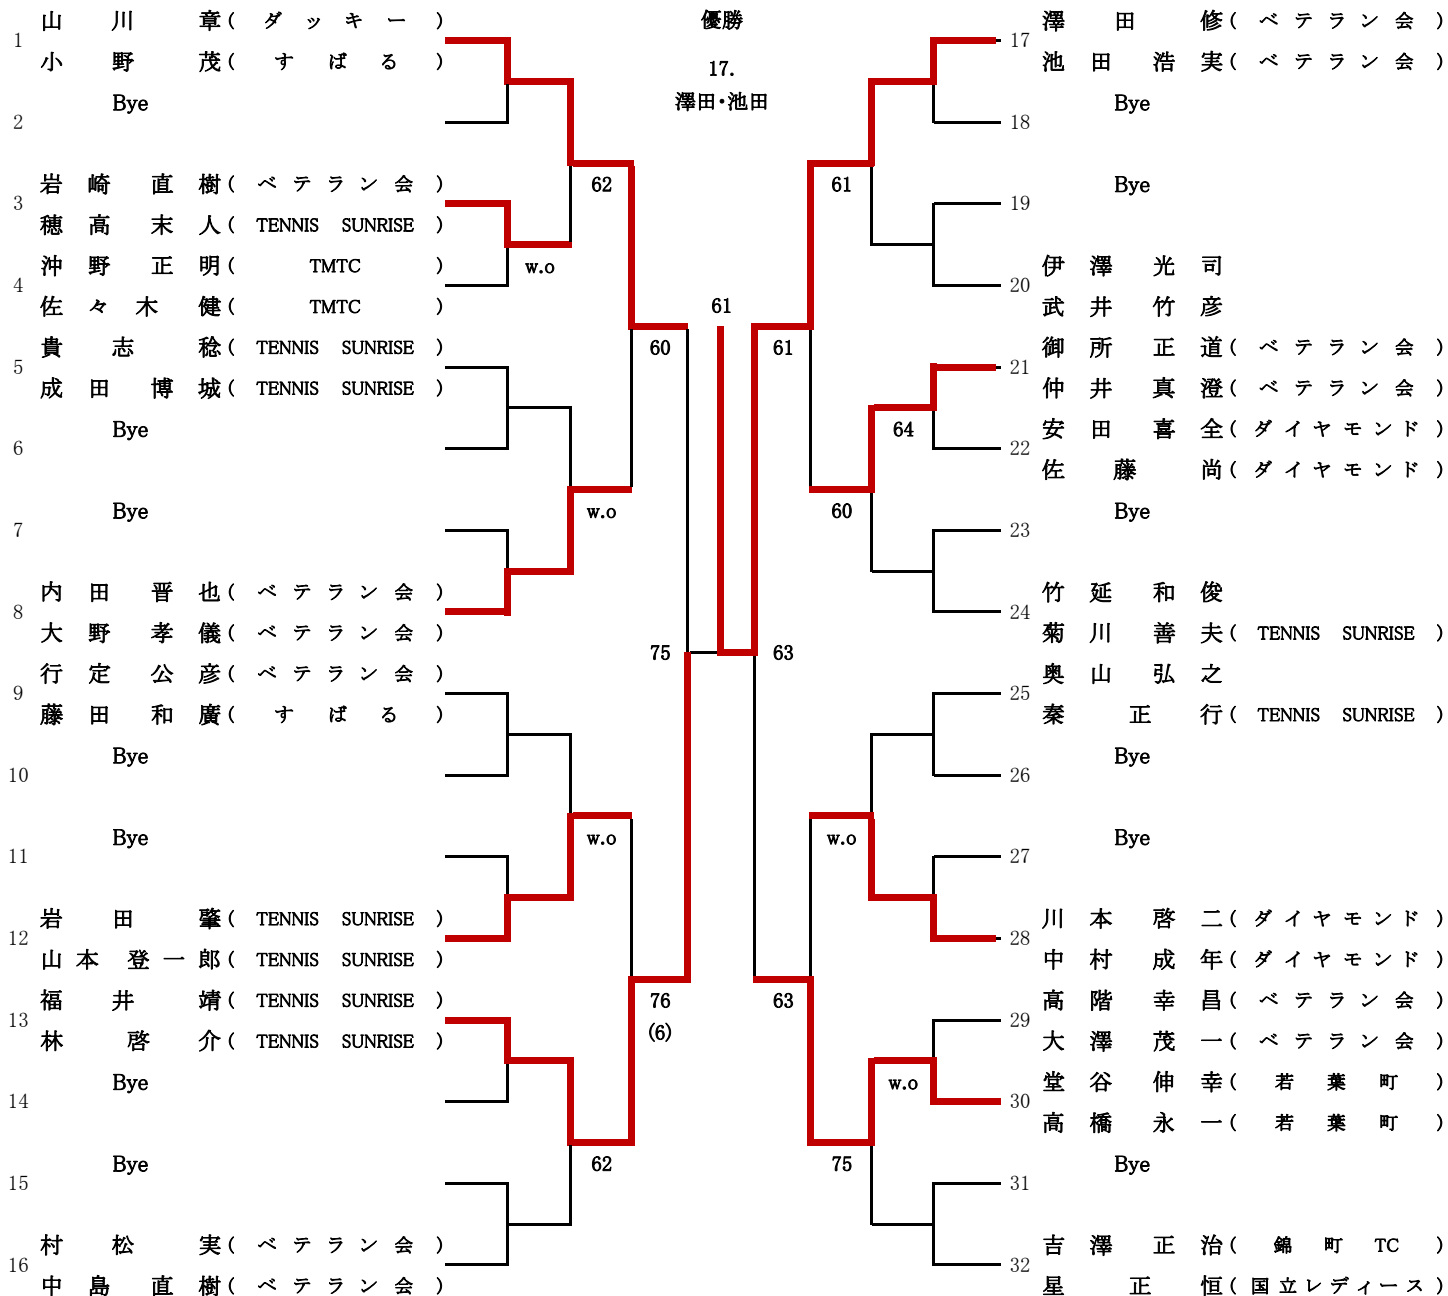 優勝
17.
澤田・池田
1
山川 章( ダッキー )
小野 茂( すばる )
2
Bye
3
岩崎 直樹( ベテラン会 )
穂高 末人( TENNIS SUNRISE )
w.o
62
4
沖野 正明( TMTC )
佐々木 健( TMTC )
5
貴志 稔( TENNIS SUNRISE )
成田 博城( TENNIS SUNRISE )
60
6
Bye
7
Bye
w.o
8
内田 晋也( ベテラン会 )
大野 孝儀( ベテラン会 )
75
9
行定 公彦( ベテラン会 )
藤田 和廣( すばる )
10
Bye
11
Bye
w.o
12
岩田 肇( TENNIS SUNRISE )
山本 登一郎( TENNIS SUNRISE )
13
福井 靖( TENNIS SUNRISE )
林 啓介( TENNIS SUNRISE )
76
(6)
14
Bye
15
Bye
62
16
村松 実( ベテラン会 )
中島 直樹( ベテラン会 )
61
17
澤田 修( ベテラン会 )
池田 浩実( ベテラン会 )
18
Bye
19
Bye
61
20
伊澤 光司
武井 竹彦
61
21
御所 正道( ベテラン会 )
仲井 真澄( ベテラン会 )
64
22
安田 喜全( ダイヤモンド )
佐藤 尚( ダイヤモンド )
23
Bye
60
24
竹延 和俊
菊川 善夫( TENNIS SUNRISE )
63
25
奥山 弘之
秦 正行( TENNIS SUNRISE )
26
Bye
27
Bye
w.o
28
川本 啓二( ダイヤモンド )
中村 成年( ダイヤモンド )
29
高階 幸昌( ベテラン会 )
大澤 茂一( ベテラン会 )
63
30
堂谷 伸幸( 若葉町 )
高橋 永一( 若葉町 )
w.o
31
Bye
75
32
吉澤 正治( 錦町TC )
星 正恒( 国立レディース )